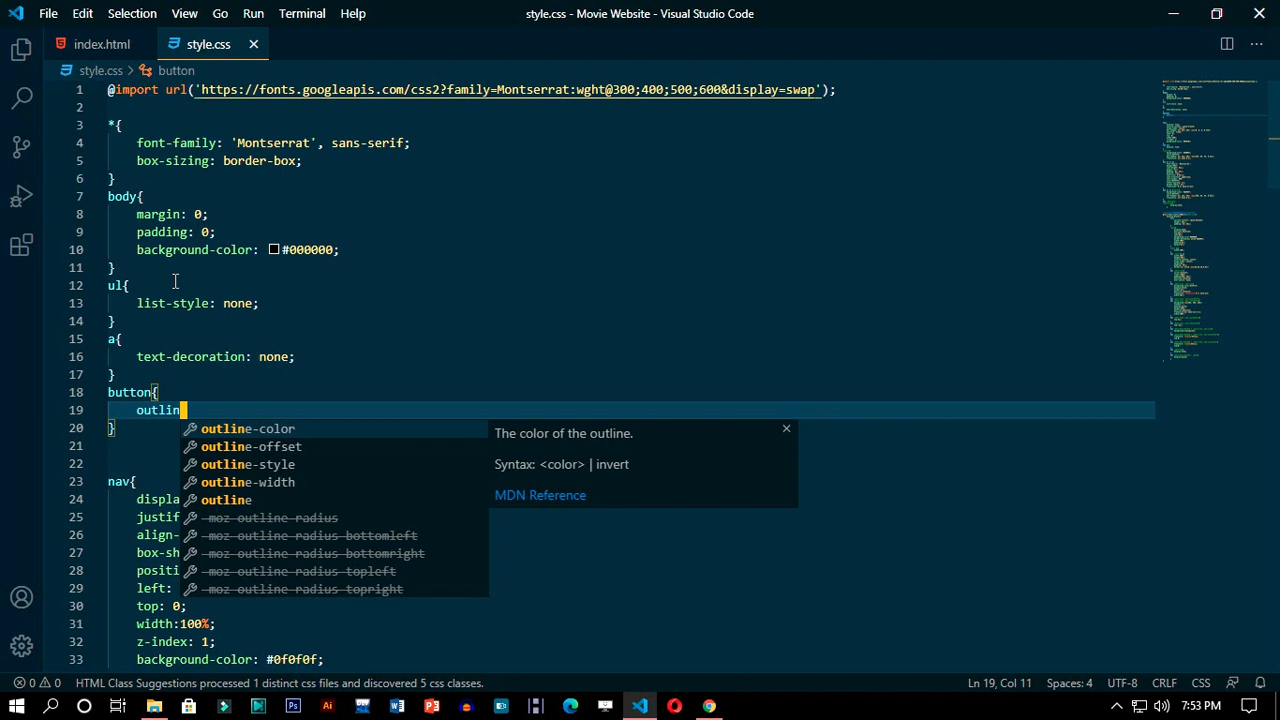 File Edit Selection View Go Run Terminal Help style.css - Movie Website - Visual Studio Code
index.html style.css
style.css > button
1 @import url('https://fonts.googleapis.com/css2?family=Montserrat:wght@300;400;500;600&display=swap');
2
3 *{
4 font-family: 'Montserrat', sans-serif;
5 box-sizing: border-box;
6 }
7 body{
8 margin: 0;
9 padding: 0;
10 background-color: #000000;
11 }
12 ul{
13 list-style: none;
14 }
15 a{
16 text-decoration: none;
17 }
18 button{
19 outlin
20 }
outline-color
The color of the outline.
21 outline-offset
22 outline-style
Syntax: <color> | invert
23 nav{ outline-width
MDN Reference
24 displa outline
25 justif -moz-outline-radius
26 align- -moz-outline-radius-bottomleft
27 box-sh -moz-outline-radius-bottomright
28 positi -moz-outline-radius-topleft
29 left: -moz-outline-radius-topright
30 top: 0;
31 width:100%;
32 z-index: 1;
33 background-color: #0f0f0f;
0 0 HTML Class Suggestions processed 1 distinct css files and discovered 5 css classes. Ln 19, Col 11 Spaces: 4 UTF-8 CRLF CSS
7:53 PM